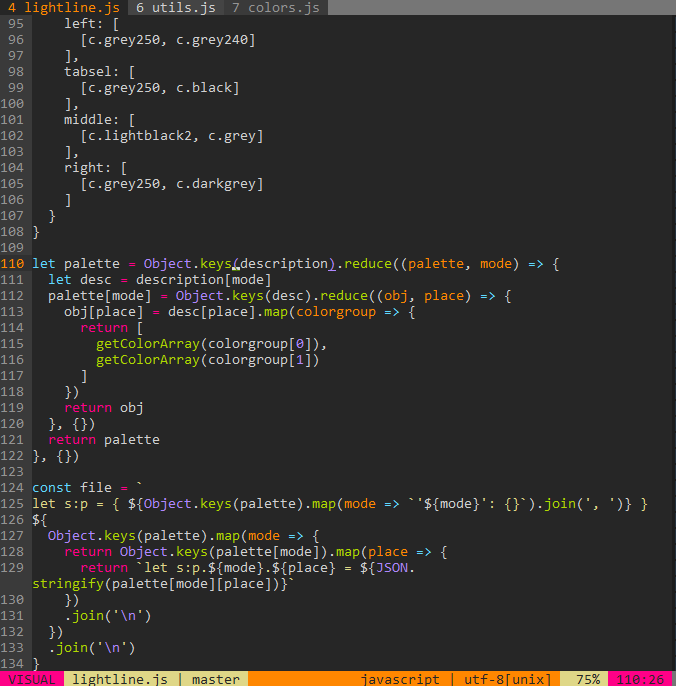 4 lightline.js 6 utils.js 7 colors.js
95     left: [
96       [c.grey250, c.grey240]
97     ],
98     tabsel: [
99       [c.grey250, c.black]
100     ],
101     middle: [
102       [c.lightblack2, c.grey]
103     ],
104     right: [
105       [c.grey250, c.darkgrey]
106     ]
107   }
108 }
109
110 let palette = Object.keys(description).reduce((palette, mode) => {
111   let desc = description[mode]
112   palette[mode] = Object.keys(desc).reduce((obj, place) => {
113     obj[place] = desc[place].map(colorgroup => {
114       return [
115         getColorArray(colorgroup[0]),
116         getColorArray(colorgroup[1])
117       ]
118     })
119     return obj
120   }, {})
121   return palette
122 }, {})
123
124 const file = `
125 let s:p = { ${Object.keys(palette).map(mode => `'${mode}': {}`).join(', ')} }
126 ${
127   Object.keys(palette).map(mode => {
128     return Object.keys(palette[mode]).map(place => {
129       return `let s:p.${mode}.${place} = ${JSON.
stringify(palette[mode][place])}`
130     })
131     .join('\n')
132   })
133   .join('\n')
134 }
VISUAL lightline.js | master javascript | utf-8[unix] 75% 110:26